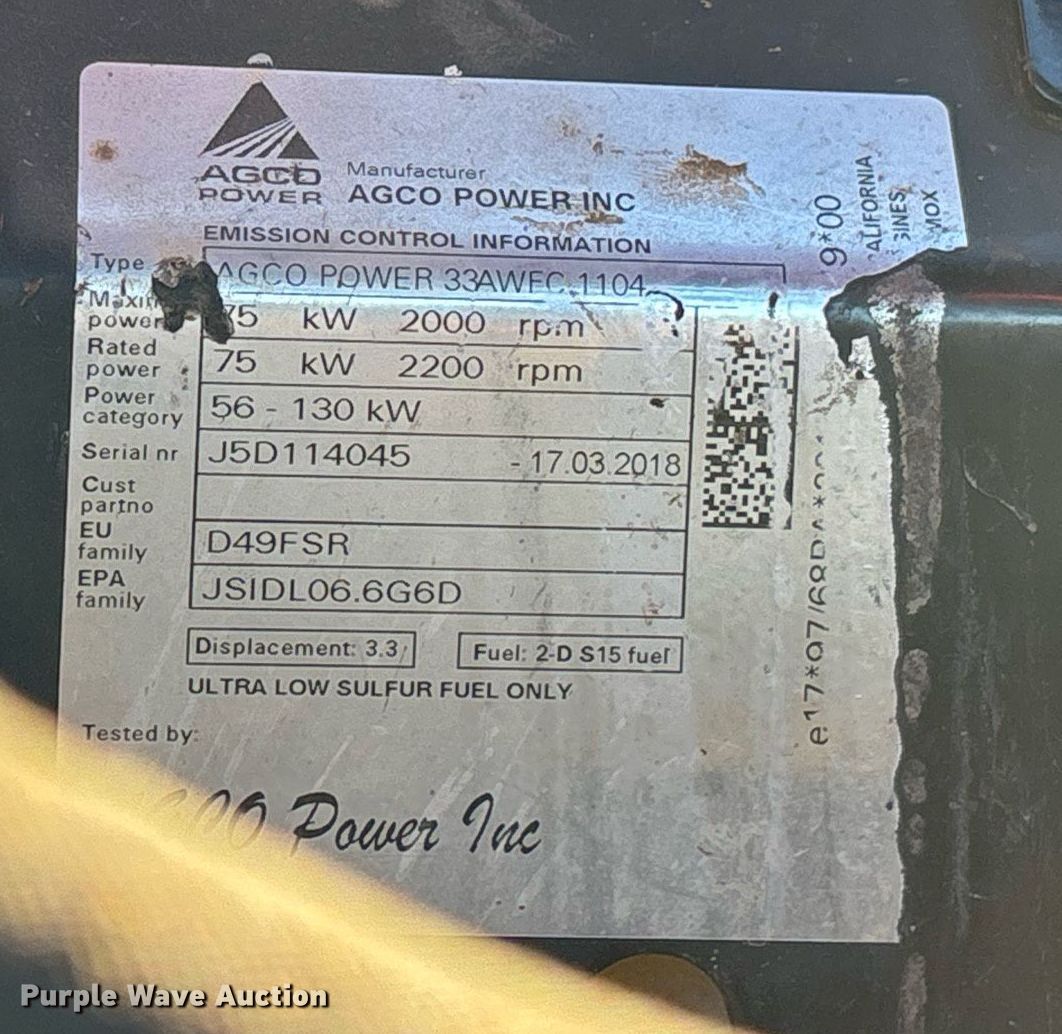 AGCO
POWER
Manufacturer
AGCO POWER INC
EMISSION CONTROL INFORMATION
Type AGCO POWER 33AWFC.1104
power 75 kW 2000 rpm
Rated
power 75 kW 2200 rpm
Power
category 56 - 130 kW
Serial nr J5D114045 - 17.03.2018
Cust
partno
EU
family D49FSR
EPA
family JSIDL06.6G6D
Displacement: 3.3
Fuel: 2-D S15 fuel
ULTRA LOW SULFUR FUEL ONLY
Tested by:
Power Inc
9*00
Purple Wave Auction